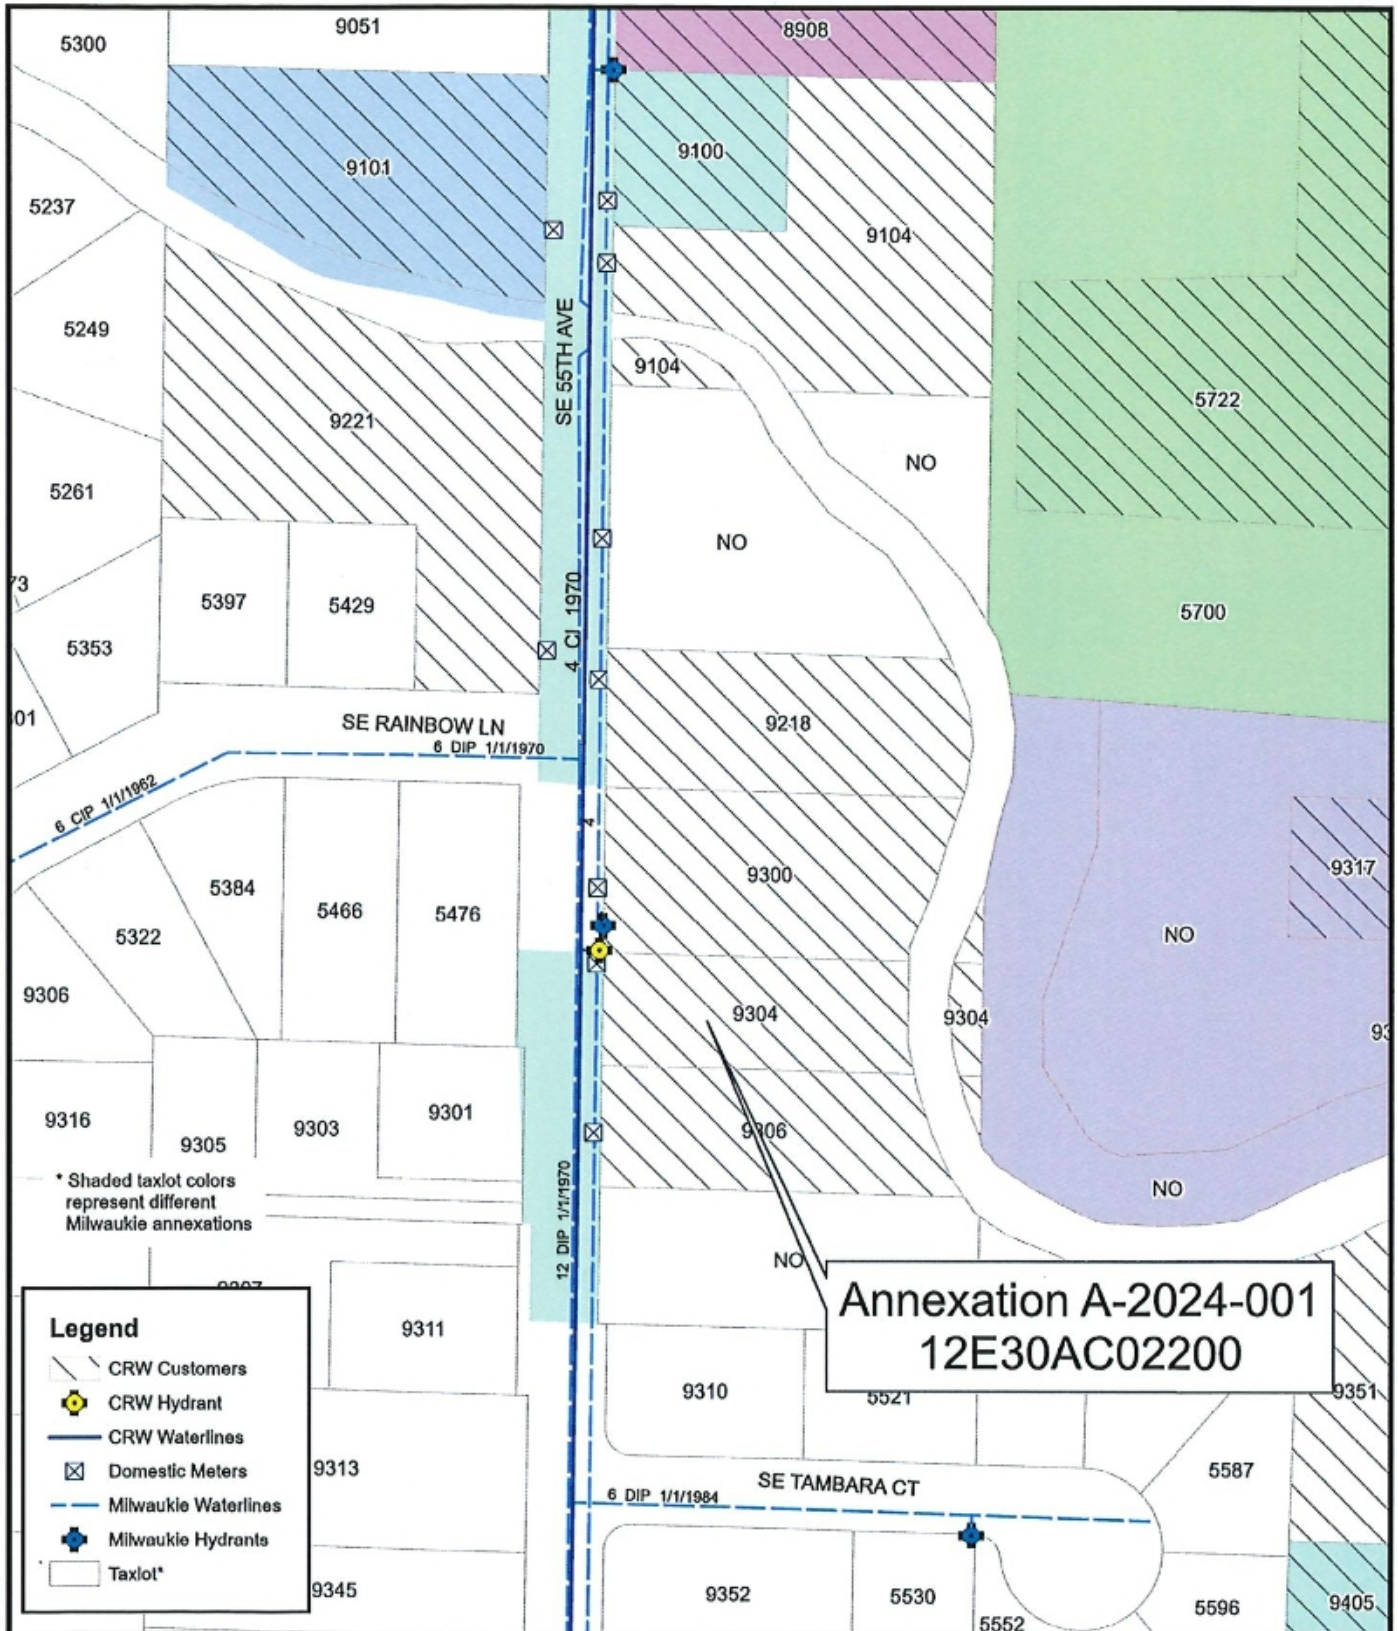 5300
9051
8908
9101
9100
5237
9104
5249
SE 55TH AVE
9104
9221
5722
NO
5261
NO
73
5397
5429
4 CI 1970
5700
5353
01
SE RAINBOW LN
9218
6 DIP 1/1/1970
6 CIP 1/1/1962
4
9300
9317
5384
5466
5476
5322
NO
9306
9304
9304
93
9316
9305
9303
9301
9306
* Shaded taxlot colors
represent different
Milwaukie annexations
12 DIP 1/1/1970
NO
NO
Annexation A-2024-001
12E30AC02200
9311
Legend
CRW Customers
CRW Hydrant
CRW Waterlines
Domestic Meters
Milwaukie Waterlines
Milwaukie Hydrants
Taxlot*
9310
5521
9351
9313
SE TAMBARA CT
5587
6 DIP 1/1/1984
9345
9352
5530
5552
5596
9405